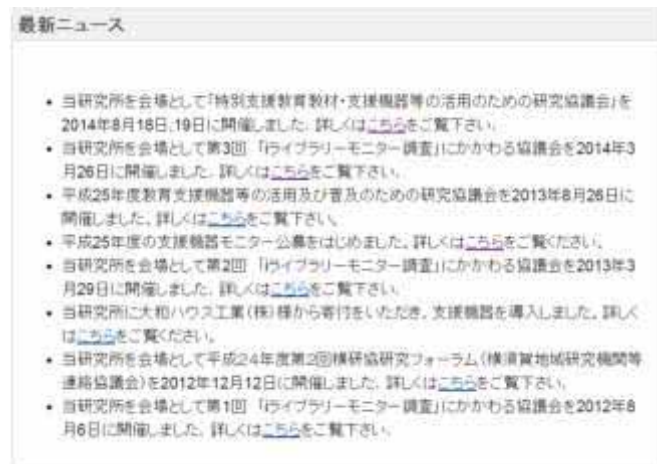 最新ニュース
・ 当研究所を会場として「特別支援教育教材・支援機器等の活用のための研究協議会」を
2014年8月18日,19日に開催しました。詳しくはこちらをご覧下さい。
・ 当研究所を会場として第3回 「iライブラリーモニター調査」にかかわる協議会を2014年3
月26日に開催しました。詳しくはこちらをご覧下さい。
・ 平成25年度教育支援機器等の活用及び普及のための研究協議会を2013年8月26日に
開催しました。詳しくはこちらをご覧下さい。
・ 平成25年度の支援機器モニター公募をはじめました。詳しくはこちらをご覧ください。
・ 当研究所を会場として第2回 「iライブラリーモニター調査」にかかわる協議会を2013年3
月29日に開催しました。詳しくはこちらをご覧下さい。
・ 当研究所に大和ハウス工業(株)様から寄付をいただき、支援機器を導入しました。詳しく
はこちらをご覧ください。
・ 当研究所を会場として平成24年度第2回横研協研究フォーラム(横須賀地域研究機関等
連絡協議会)を2012年12月12日に開催しました。詳しくはこちらをご覧下さい。
・ 当研究所を会場として第1回 「iライブラリーモニター調査」にかかわる協議会を2012年8
月6日に開催しました。詳しくはこちらをご覧下さい。